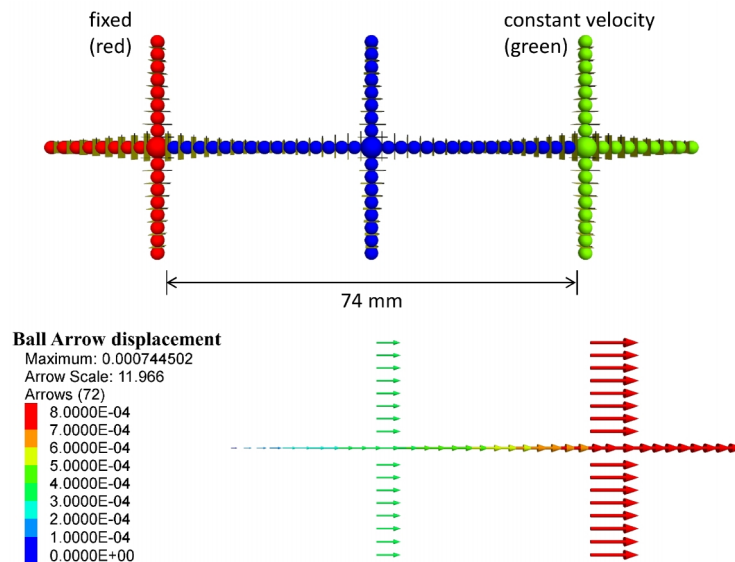 fixed
(red)
constant velocity
(green)
74 mm
Ball Arrow displacement
Maximum: 0.000744502
Arrow Scale: 11.966
Arrows (72)
8.0000E-04
7.0000E-04
6.0000E-04
5.0000E-04
4.0000E-04
3.0000E-04
2.0000E-04
1.0000E-04
0.0000E+00